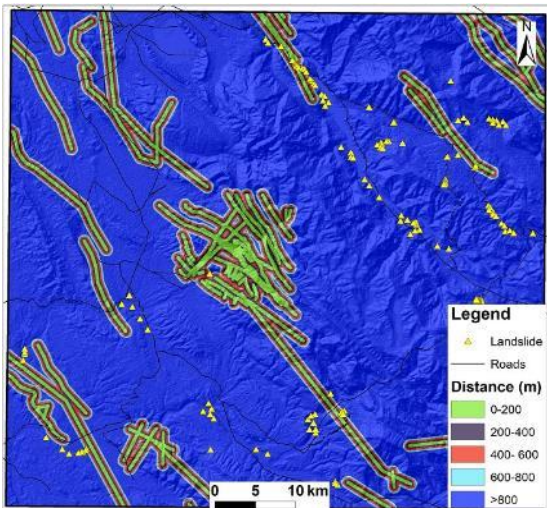 N
Legend
Landslide
Roads
Distance (m)
0-200
200-400
400- 600
600-800
>800
0 5 10 km